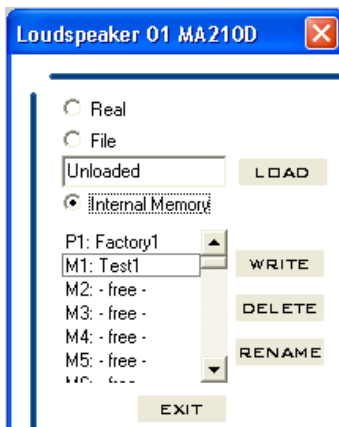 Loudspeaker 01 MA210D
Real
File
Unloaded
LOAD
Internal Memory
P1: Factory1
M1: Test1
WRITE
M2: - free -
M3: - free -
DELETE
M4: - free -
RENAME
M5: - free -
EXIT